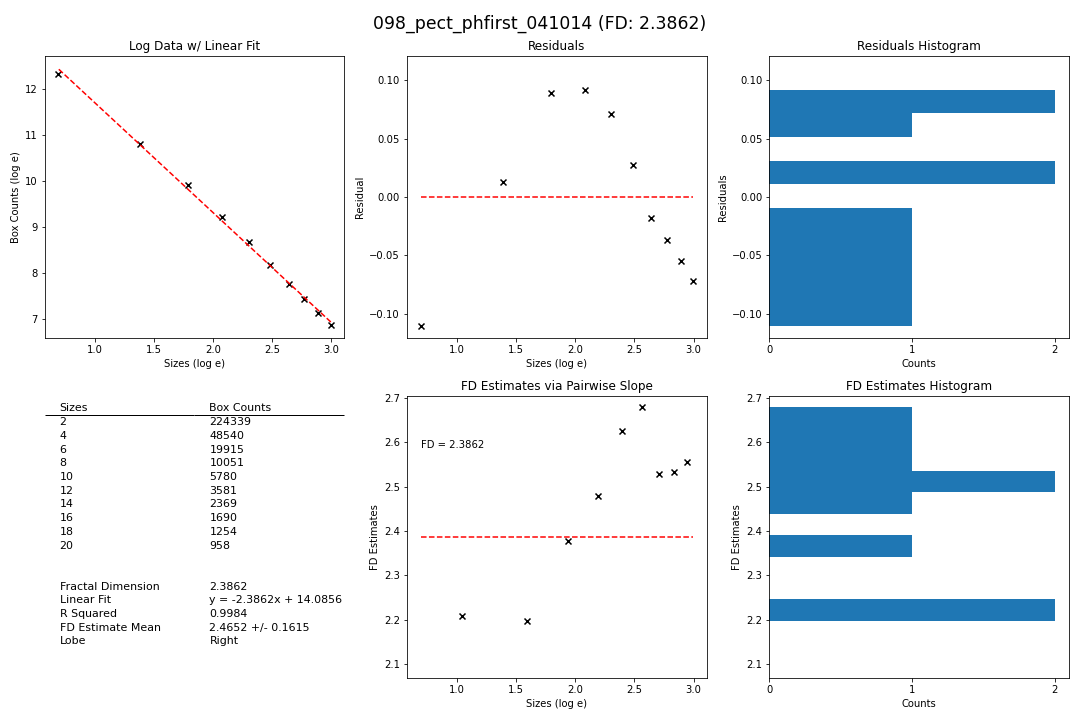 098_pect_phfirst_041014 (FD: 2.3862)
Log Data w/ Linear Fit
Box Counts (log e)
12
11
10
9
8
7
1.0 1.5 2.0 2.5 3.0
Sizes (log e)
Residuals
Residual
0.10
0.05
0.00
−0.05
−0.10
1.0 1.5 2.0 2.5 3.0
Sizes (log e)
Residuals Histogram
Residuals
0.10
0.05
0.00
−0.05
−0.10
0 1 2
Counts
Sizes Box Counts
2 224339
4 48540
6 19915
8 10051
10 5780
12 3581
14 2369
16 1690
18 1254
20 958
Fractal Dimension 2.3862
Linear Fit y = -2.3862x + 14.0856
R Squared 0.9984
FD Estimate Mean 2.4652 +/- 0.1615
Lobe Right
FD Estimates via Pairwise Slope
FD Estimates
2.7
2.6
2.5
2.4
2.3
2.2
2.1
FD = 2.3862
1.0 1.5 2.0 2.5 3.0
Sizes (log e)
FD Estimates Histogram
FD Estimates
2.7
2.6
2.5
2.4
2.3
2.2
2.1
0 1 2
Counts